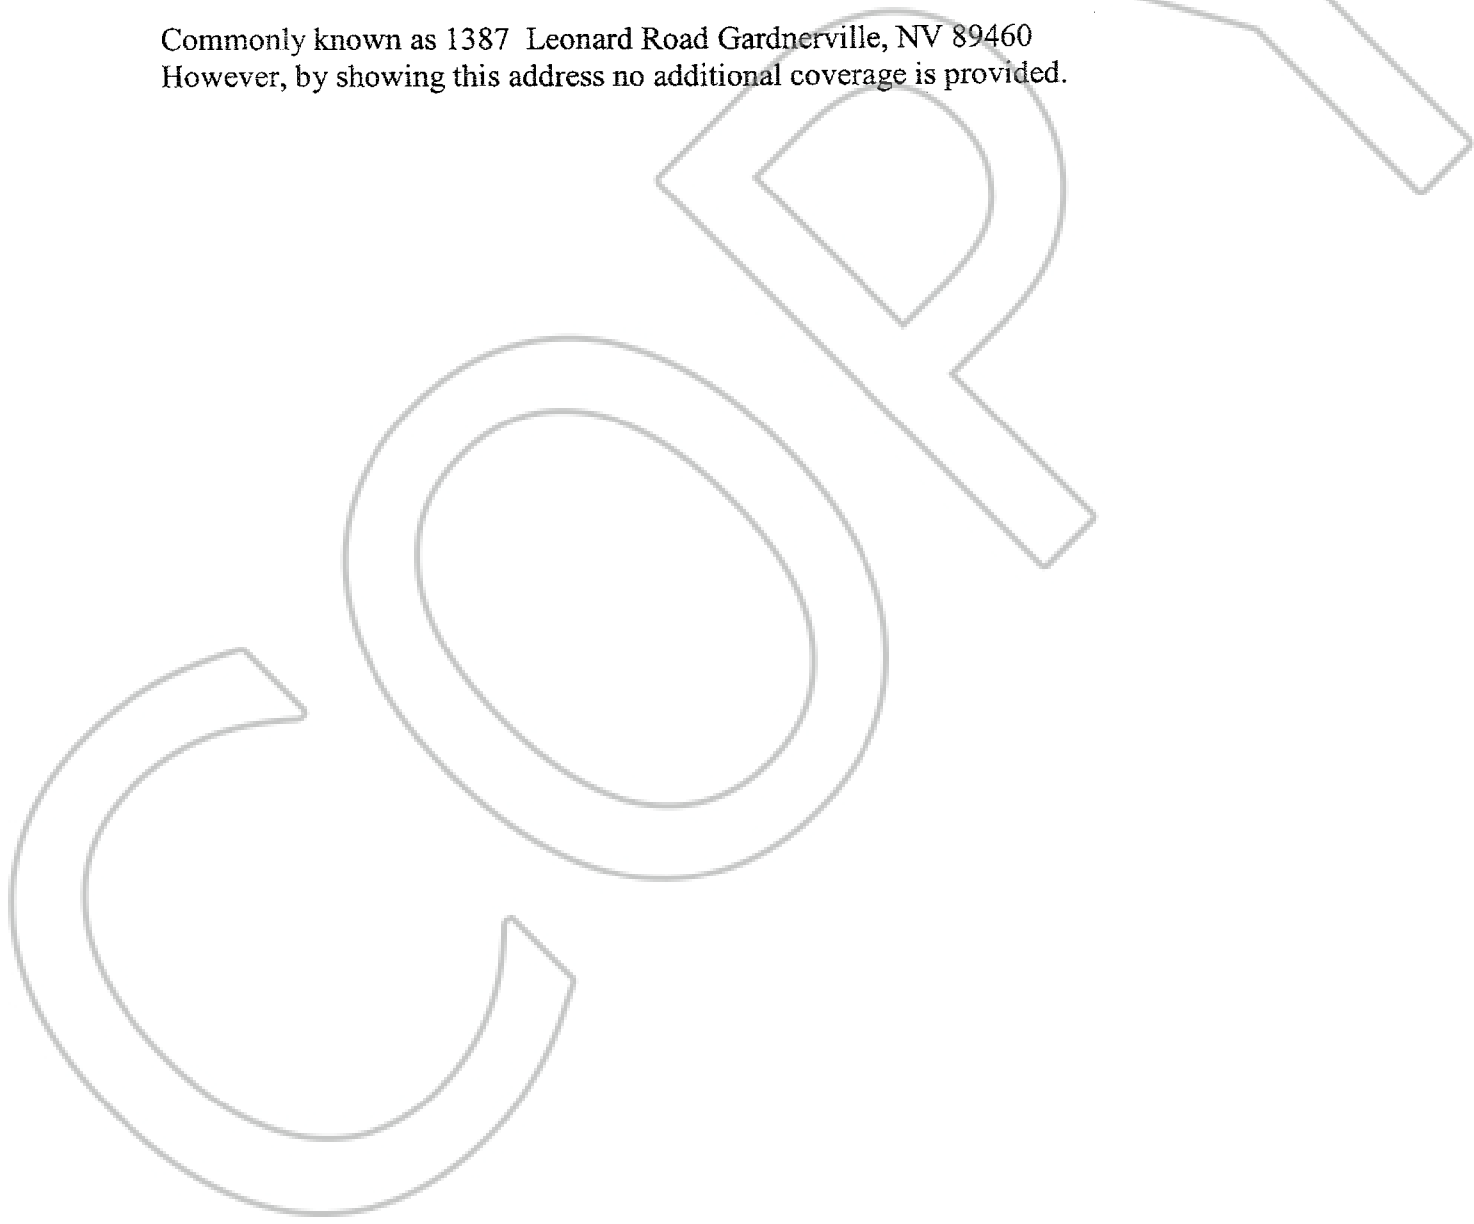 Commonly known as 1387 Leonard Road Gardnerville, NV 89460
However, by showing this address no additional coverage is provided.
COPY